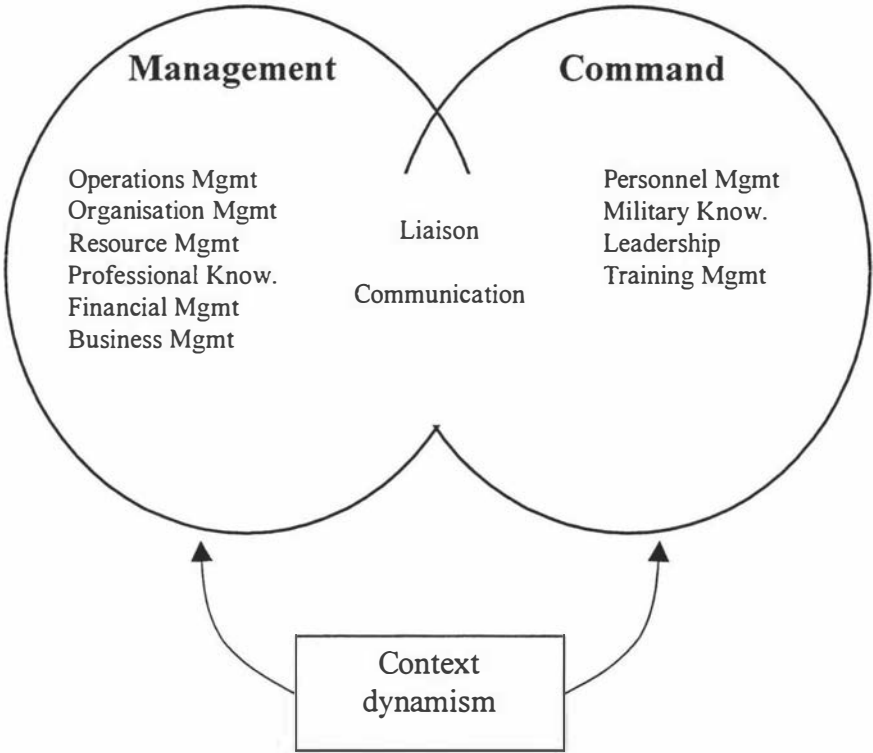 Management
Command
Operations Mgmt
Organisation Mgmt
Resource Mgmt
Professional Know.
Financial Mgmt
Business Mgmt
Liaison
Communication
Personnel Mgmt
Military Know.
Leadership
Training Mgmt
Context
dynamism